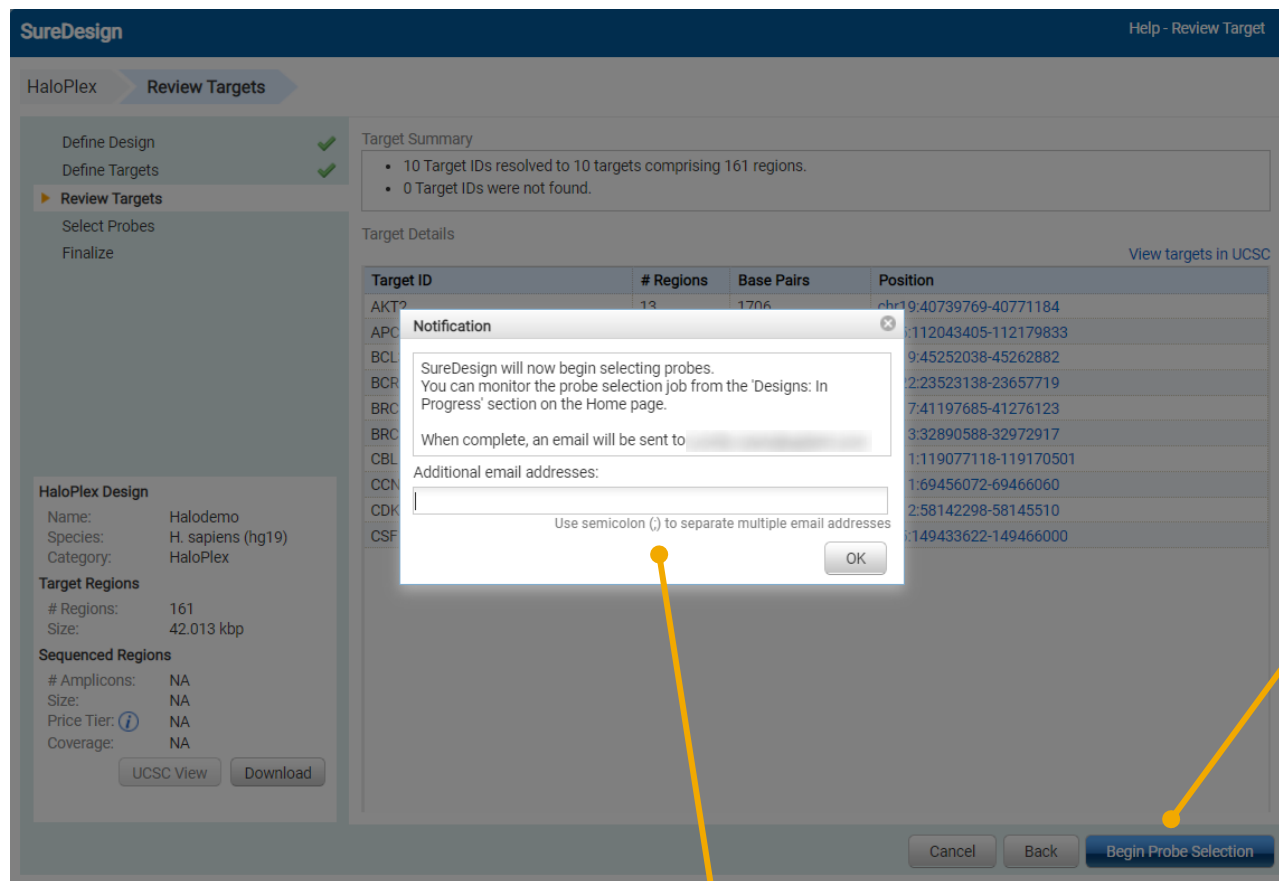 SureDesign
Help - Review Target
HaloPlex
Review Targets
Define Design
Define Targets
Review Targets
Select Probes
Finalize
HaloPlex Design
Name: Halodemo
Species: H. sapiens (hg19)
Category: HaloPlex
Target Regions
# Regions: 161
Size: 42.013 kbp
Sequenced Regions
# Amplicons: NA
Size: NA
Price Tier: i NA
Coverage: NA
UCSC View Download
Target Summary
• 10 Target IDs resolved to 10 targets comprising 161 regions.
• 0 Target IDs were not found.
Target Details
View targets in UCSC
Target ID # Regions Base Pairs Position
AKT2 13 1706 chr19:40739769-40771184
APC :112043405-112179833
BCL 9:45252038-45262882
BCR 2:23523138-23657719
BRC 7:41197685-41276123
BRC 3:32890588-32972917
CBL 1:119077118-119170501
CCN 1:69456072-69466060
CDK 2:58142298-58145510
CSF :149433622-149466000
Notification
SureDesign will now begin selecting probes.
You can monitor the probe selection job from the 'Designs: In
Progress' section on the Home page.
When complete, an email will be sent to
Additional email addresses:
Use semicolon (;) to separate multiple email addresses
OK
Cancel Back Begin Probe Selection